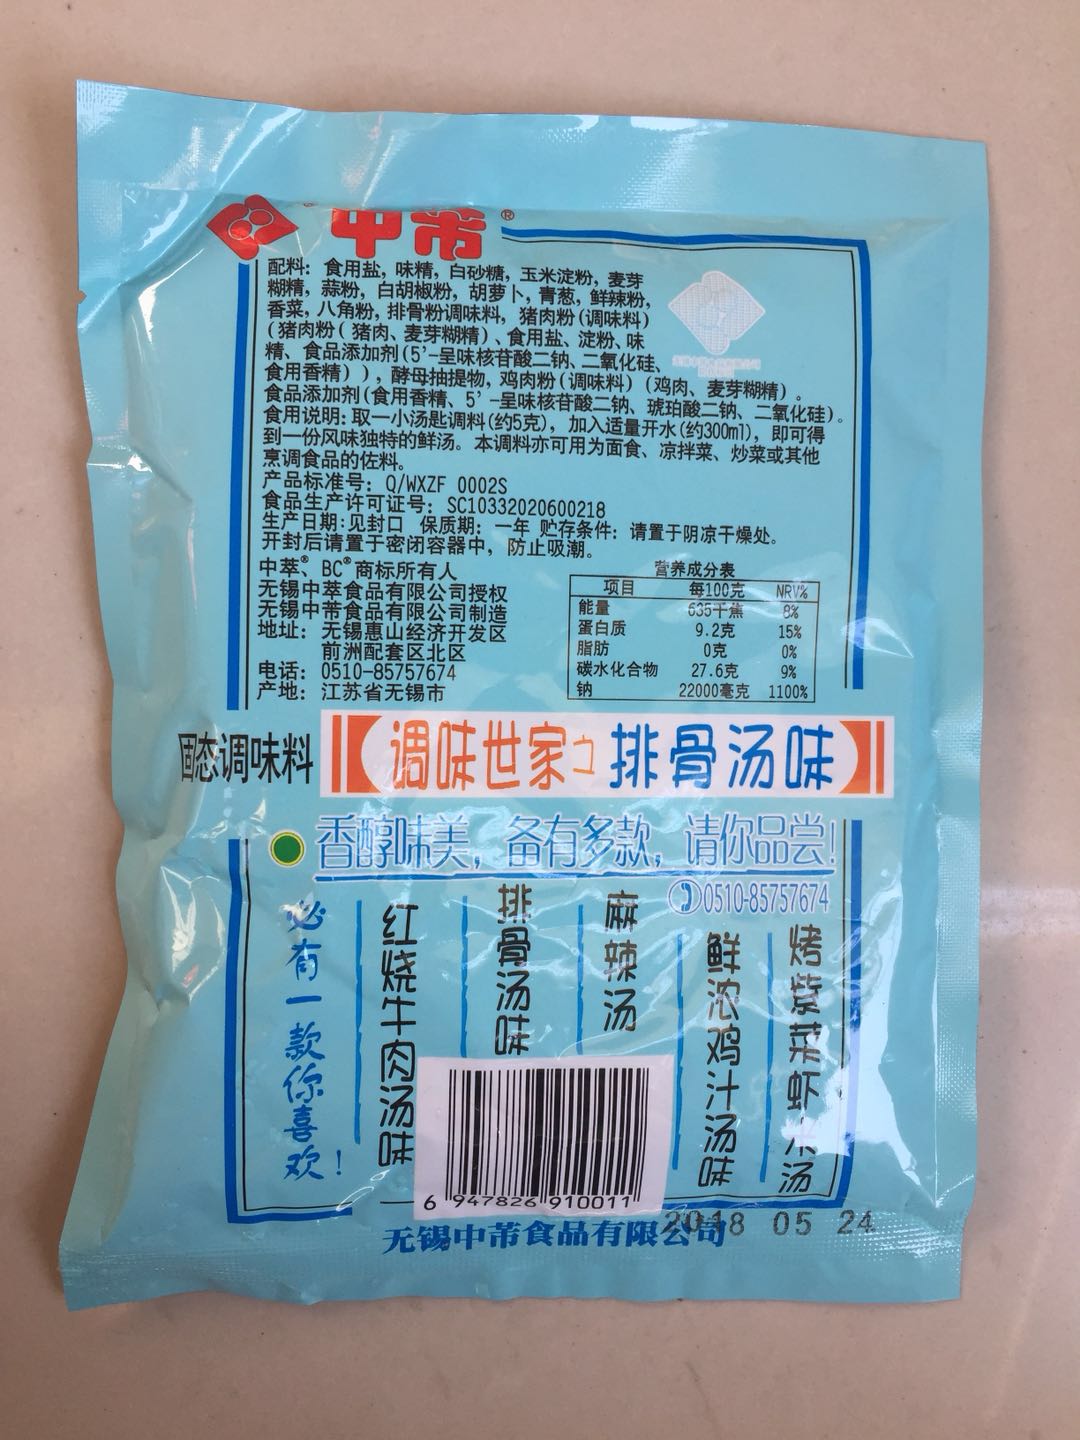 中芾®
配料：食用盐，味精，白砂糖，玉米淀粉，麦芽
糊精，蒜粉，白胡椒粉，胡萝卜，青葱，鲜辣粉，
香菜，八角粉，排骨粉调味料，猪肉粉(调味料)
(猪肉粉(猪肉、麦芽糊精)、食用盐、淀粉、味
精、食品添加剂(5’-呈味核苷酸二钠、二氧化硅、
食用香精))，酵母抽提物，鸡肉粉(调味料)(鸡肉、麦芽糊精)。
食品添加剂(食用香精、5’-呈味核苷酸二钠、琥珀酸二钠、二氧化硅)。
食用说明:取一小汤匙调料(约5克)，加入适量开水(约300ml)，即可得
到一份风味独特的鲜汤。本调料亦可用为面食、凉拌菜、炒菜或其他
烹调食品的佐料。
产品标准号：Q/WXZF 0002S
食品生产许可证号：SC10332020600218
生产日期:见封口 保质期：一年 贮存条件：请置于阴凉干燥处。
开封后请置于密闭容器中，防止吸潮。
中萃®、BC®商标所有人
无锡中萃食品有限公司授权
无锡中芾食品有限公司制造
地址：无锡惠山经济开发区
前洲配套区北区
电话：0510-85757674
产地：江苏省无锡市
营养成分表
项目 每100克 NRV%
能量 635千焦 8%
蛋白质 9.2克 15%
脂肪 0克 0%
碳水化合物 27.6克 9%
钠 22000毫克 1100%
固态调味料
调味世家 排骨汤味
香醇味美，备有多款，请你品尝！
0510-85757674
必有一款你喜欢！
红烧牛肉汤味
排骨汤味
麻辣汤
鲜浓鸡汁汤味
烤紫菜虾米汤
6 947826 910011
无锡中芾食品有限公司
2018 05 24